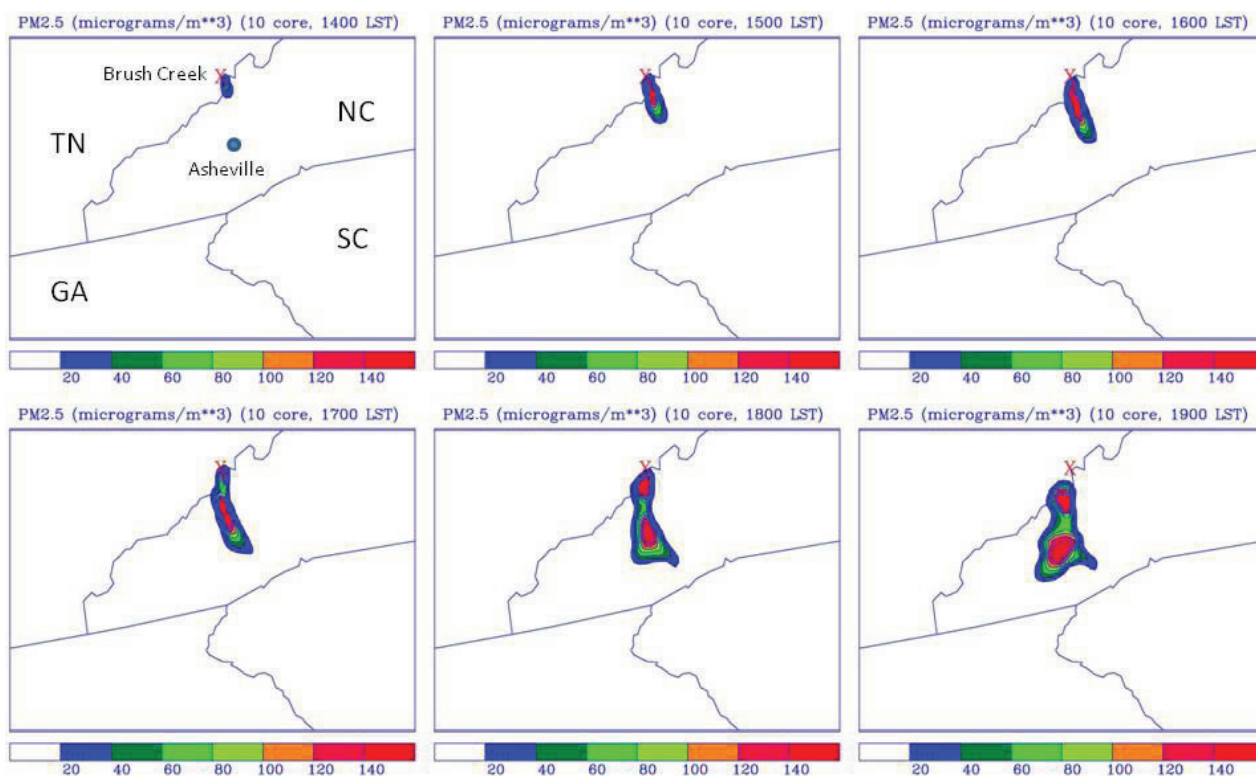 PM2.5 (micrograms/m**3) (10 core, 1400 LST)
X
Brush Creek
NC
TN
Asheville
SC
GA
20 40 60 80 100 120 140
PM2.5 (micrograms/m**3) (10 core, 1500 LST)
X
20 40 60 80 100 120 140
PM2.5 (micrograms/m**3) (10 core, 1600 LST)
X
20 40 60 80 100 120 140
PM2.5 (micrograms/m**3) (10 core, 1700 LST)
X
20 40 60 80 100 120 140
PM2.5 (micrograms/m**3) (10 core, 1800 LST)
X
20 40 60 80 100 120 140
PM2.5 (micrograms/m**3) (10 core, 1900 LST)
X
20 40 60 80 100 120 140